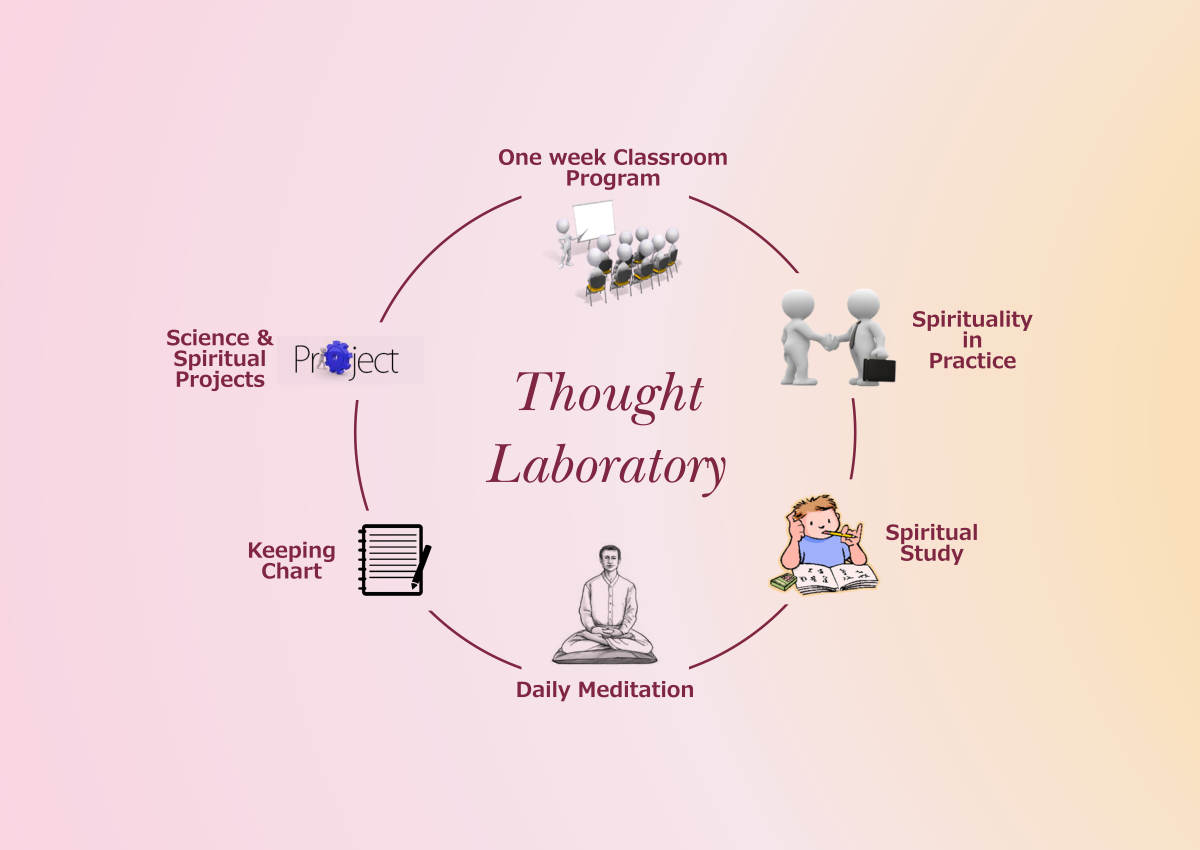 One week Classroom
Program
Spirituality
in
Practice
Science &
Spiritual
Projects
Project
Thought
Laboratory
Spiritual
Study
Keeping
Chart
Daily Meditation